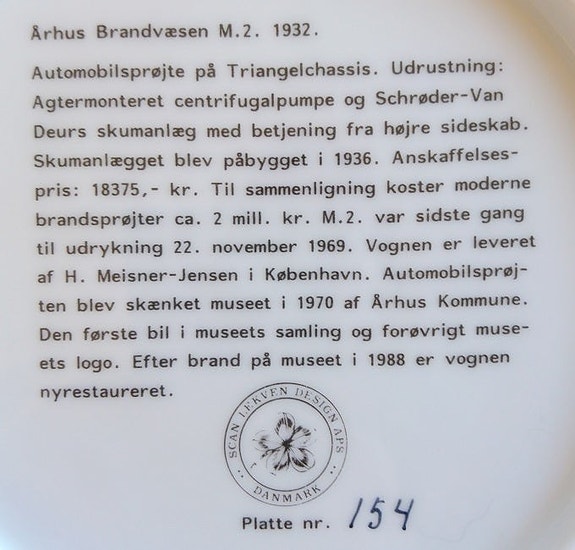 Århus Brandvæsen M.2. 1932.
Automobilsprøjte på Triangelchassis. Udrustning:
Agtermonteret centrifugalpumpe og Schrøder-Van
Deurs skumanlæg med betjening fra højre sideskab.
Skumanlægget blev påbygget i 1936. Anskaffelses-
pris: 18375,- kr. Til sammenligning koster moderne
brandsprøjter ca. 2 mill. kr. M.2. var sidste gang
til udrykning 22. november 1969. Vognen er leveret
af H. Meisner-Jensen i København. Automobilsprøj-
ten blev skænket museet i 1970 af Århus Kommune.
Den første bil i museets samling og forøvrigt muse-
ets logo. Efter brand på museet i 1988 er vognen
nyrestaureret.
SCAN LEKVEN DESIGN APS
DANMARK
Platte nr. 154